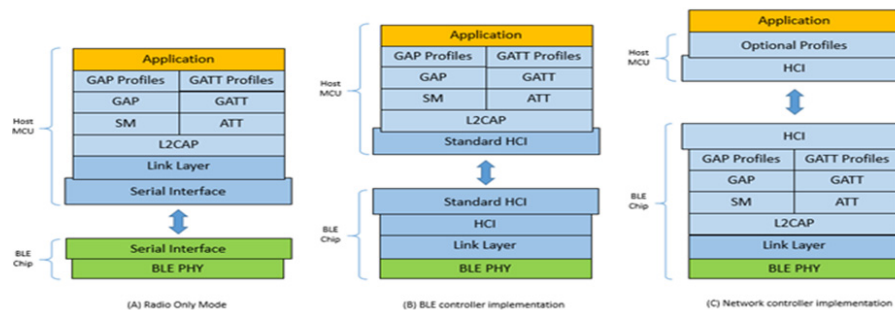 Application
GAP Profiles GATT Profiles
GAP GATT
SM ATT
L2CAP
Link Layer
Serial Interface
Host
MCU
Serial Interface
BLE PHY
BLE
Chip
(A) Radio Only Mode
Application
GAP Profiles GATT Profiles
GAP GATT
SM ATT
L2CAP
Standard HCI
Host
MCU
Standard HCI
HCI
Link Layer
BLE PHY
BLE
Chip
(B) BLE controller implementation
Application
Optional Profiles
HCI
Host
MCU
HCI
GAP Profiles GATT Profiles
GAP GATT
SM ATT
L2CAP
Link Layer
BLE PHY
BLE
Chip
(C) Network controller implementation